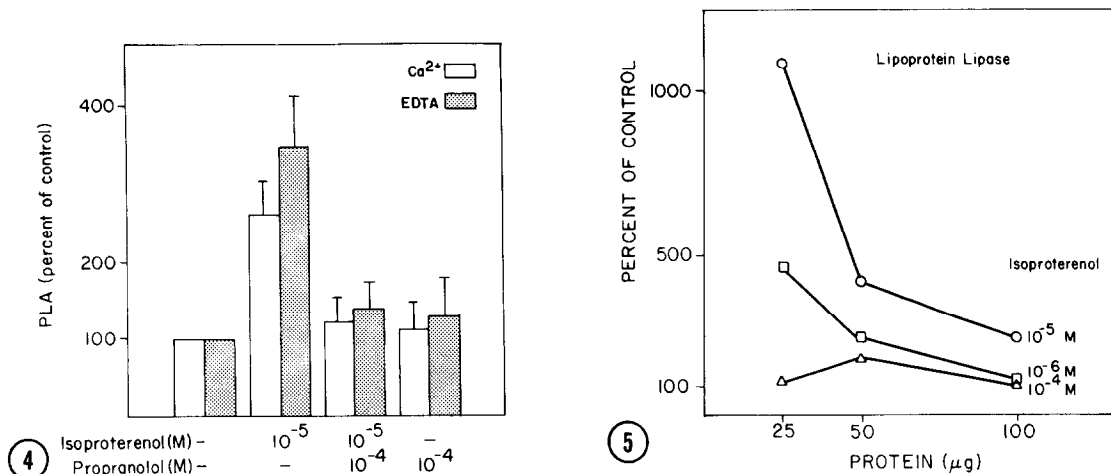 Ca²⁺
EDTA
400
200
100
PLA (percent of control)
Isoproterenol(M) – 10⁻⁵ 10⁻⁵ –
Propranolol(M) – – 10⁻⁴ 10⁻⁴
4
Lipoprotein Lipase
1000
500
100
PERCENT OF CONTROL
Isoproterenol
10⁻⁵ M
10⁻⁶ M
10⁻⁴ M
25 50 100
PROTEIN (μg)
5